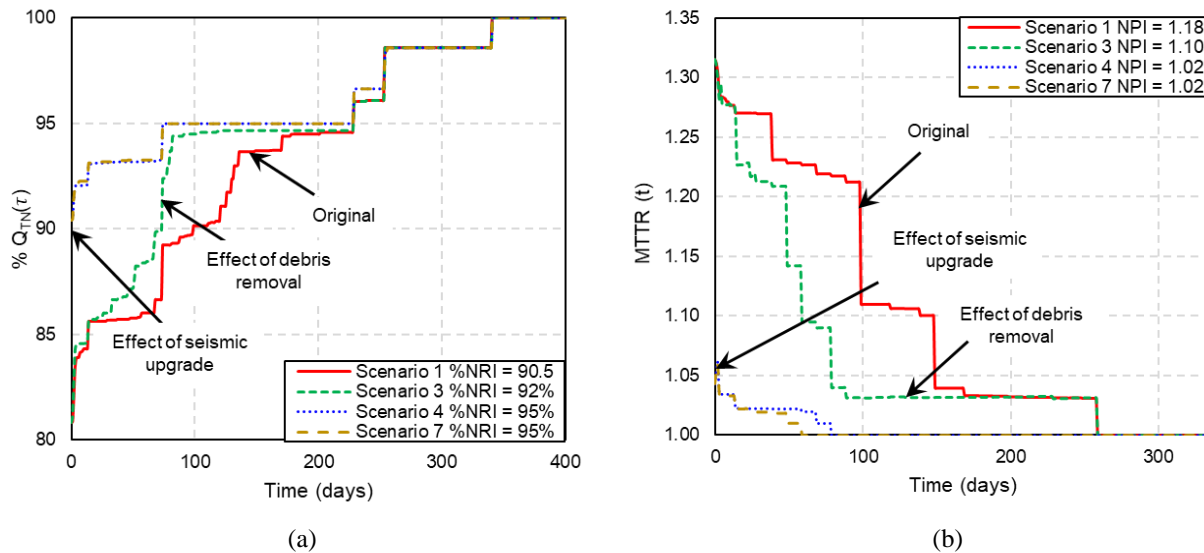 100
95
90
85
80
% Q_TN(τ)
0
100
200
300
400
Time (days)
Original
Effect of debris
removal
Effect of seismic
upgrade
Scenario 1 %NRI = 90.5
Scenario 3 %NRI = 92%
Scenario 4 %NRI = 95%
Scenario 7 %NRI = 95%
(a)
1.35
1.30
1.25
1.20
1.15
1.10
1.05
1.00
MTTR (t)
0
100
200
300
Time (days)
Scenario 1 NPI = 1.18
Scenario 3 NPI = 1.10
Scenario 4 NPI = 1.02
Scenario 7 NPI = 1.02
Original
Effect of seismic
upgrade
Effect of debris
removal
(b)